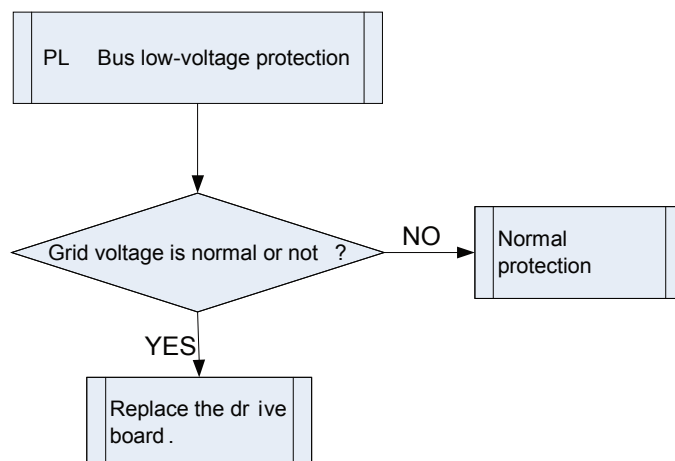 PL Bus low-voltage protection
Grid voltage is normal or not ?
NO
Normal
protection
YES
Replace the dr ive
board .